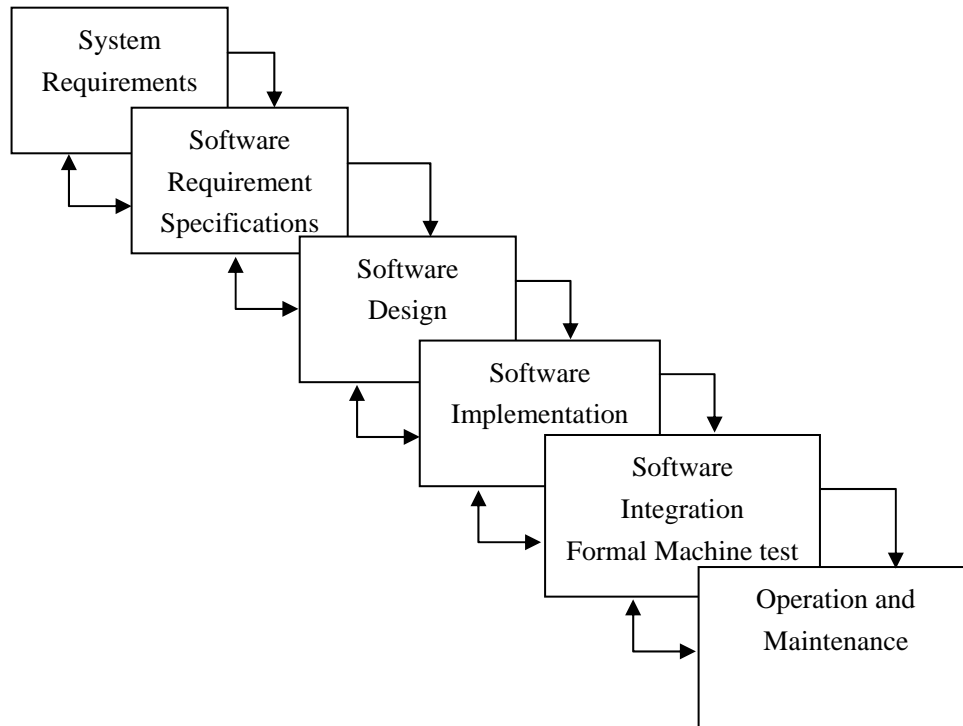 System
Requirements
Software
Requirement
Specifications
Software
Design
Software
Implementation
Software
Integration
Formal Machine test
Operation and
Maintenance